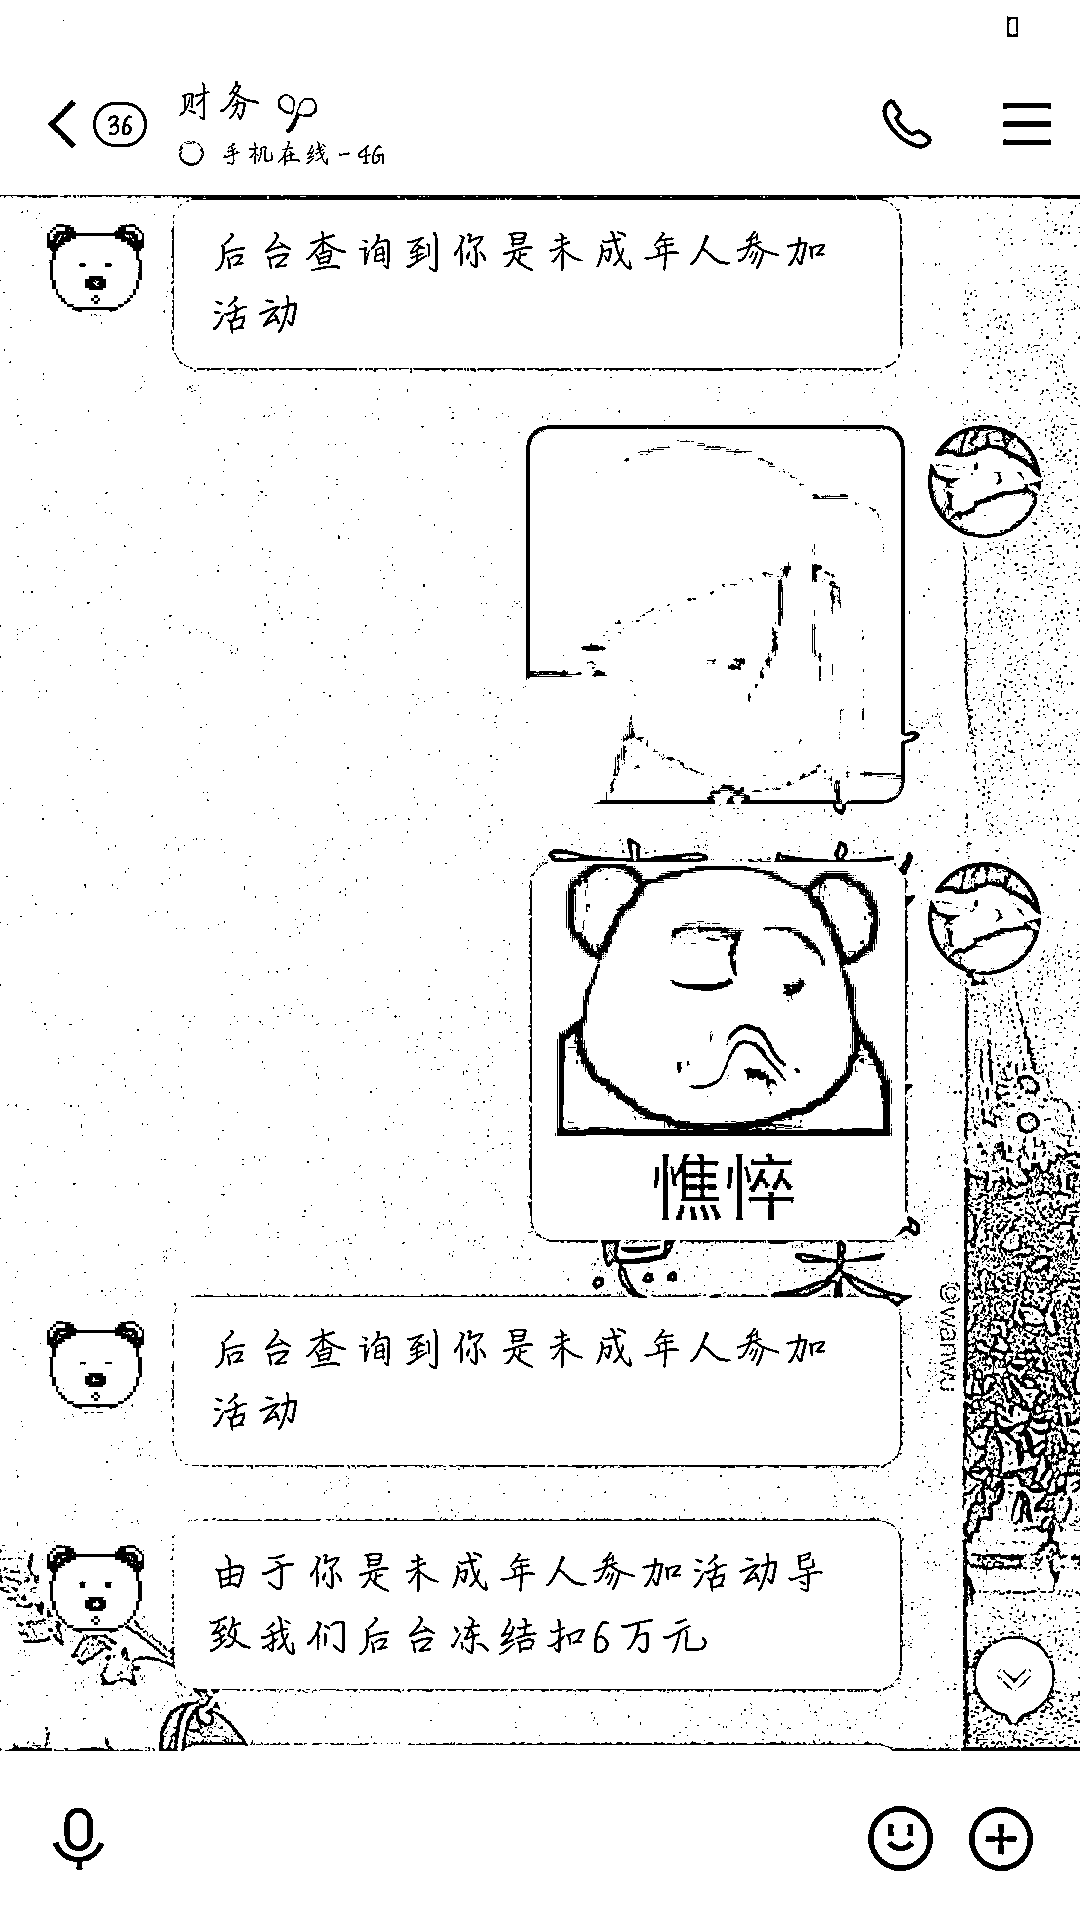 36
财务
手机在线-4G
后台查询到你是未成年人参加
活动
憔悴
后台查询到你是未成年人参加
活动
@wanwu
由于你是未成年人参加活动导
致我们后台冻结扣6万元